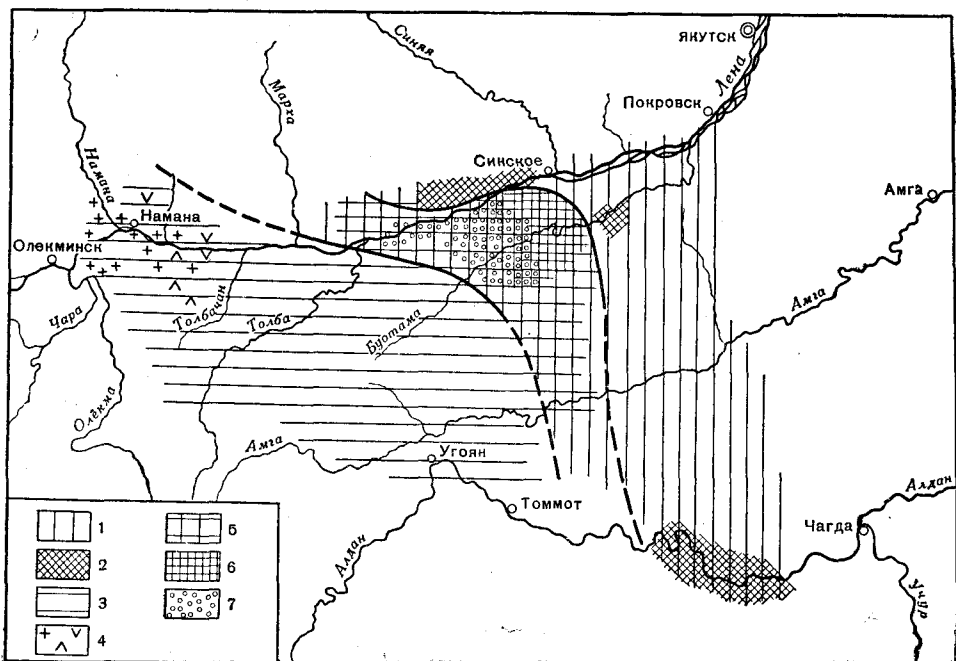 ЯКУТСК
Синяя
Лена
Покровск
Марха
Синское
Амга
Намана
Намана
Олекминск
Чара
Толбачан
Толба
Буотама
Амга
Олёкма
Амга
Угоян
Томмот
Алдан
Чагда
Алдан
Учур
1
5
2
6
3
7
4